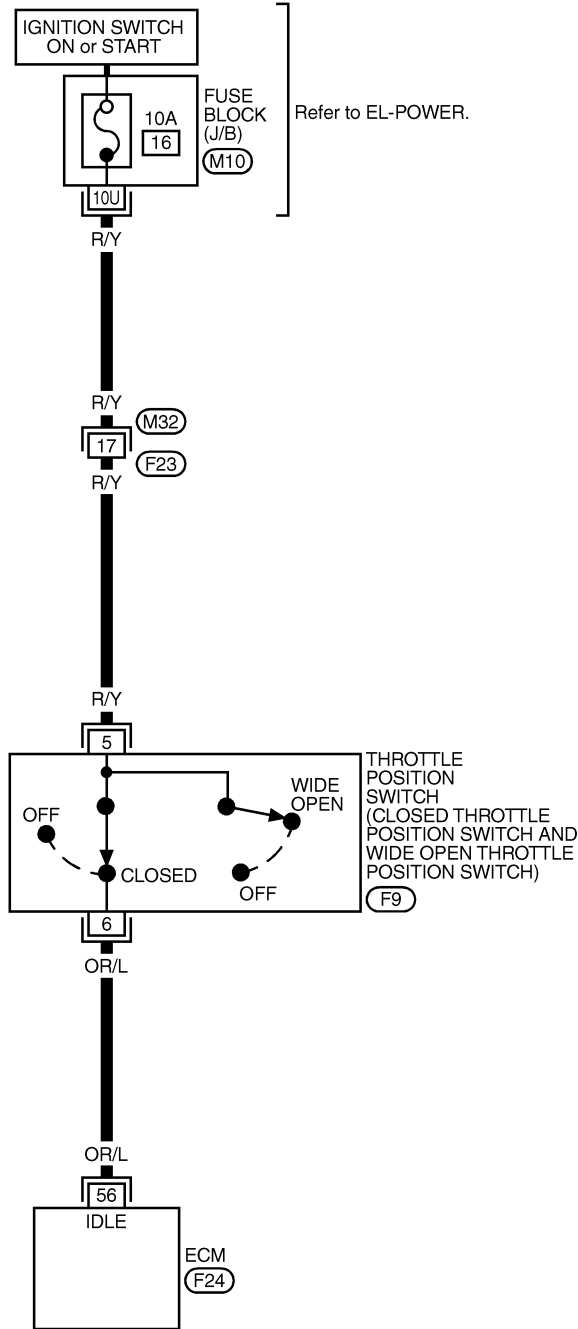 IGNITION SWITCH
ON or START
FUSE
BLOCK
(J/B)
M10
10A
16
Refer to EL-POWER.
10U
R/Y
R/Y
M32
17
F23
R/Y
R/Y
5
THROTTLE
POSITION
SWITCH
(CLOSED THROTTLE
POSITION SWITCH AND
WIDE OPEN THROTTLE
POSITION SWITCH)
F9
WIDE
OPEN
OFF
CLOSED
OFF
6
OR/L
OR/L
56
IDLE
ECM
F24